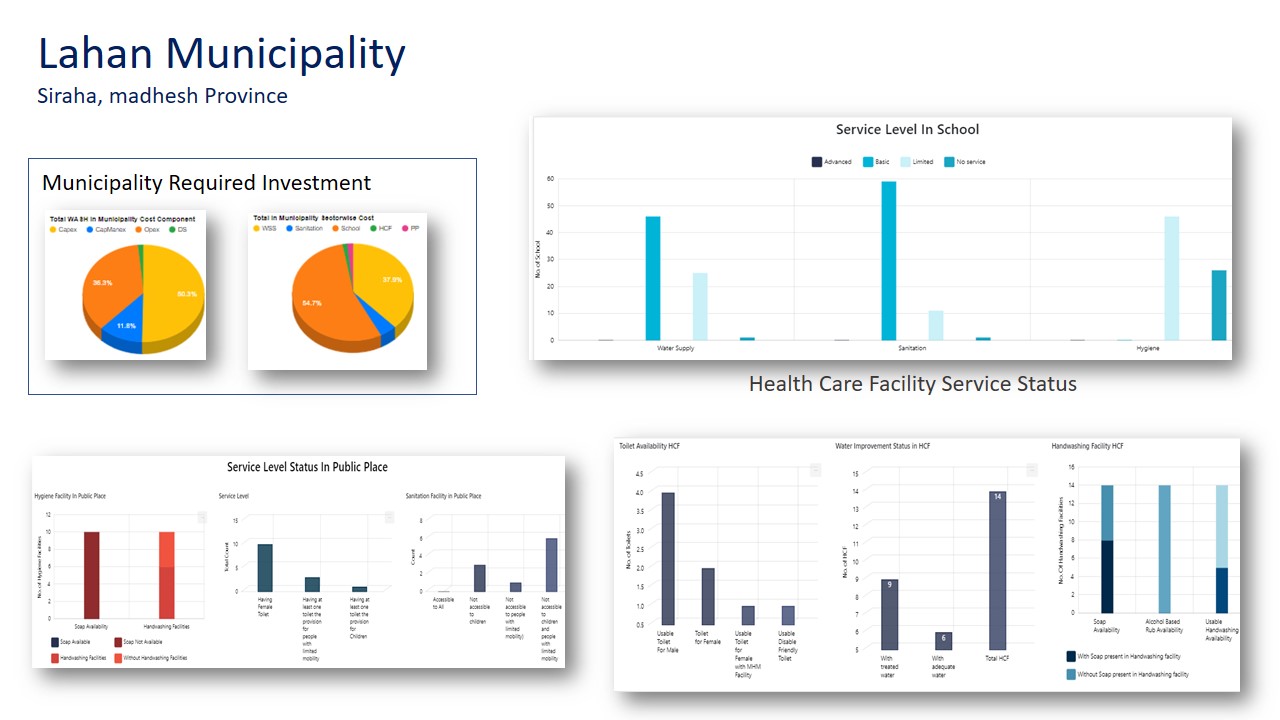 Lahan Municipality
Siraha, madhesh Province
Municipality Required Investment
Total WASH in Municipality Cost Component
Capex CapManex Opex DS
36.3%
50.3%
11.8%
Total in Municipality Sectorwise Cost
WSS Sanitation School HCF PP
37.5%
54.7%
Service Level In School
Advanced Basic Limited No service
No. of School
60
50
40
30
20
10
0
Water Supply Sanitation Hygiene
Health Care Facility Service Status
Service Level Status In Public Place
Hygiene Facility In Public Place
No. of Hygiene Facilities
12
10
8
6
4
2
0
Soap Availability Handwashing Facilities
Soap Available Soap Not Available
Handwashing Facilities Without Handwashing Facilities
Service Level
Total Count
15
10
5
0
Having
Female
Toilet
Having at
least one
toilet the
provision
for
people
with
limited
mobility
Having at
least one
toilet the
provision
for
Children
Sanitation Facility in Public Place
Count
8
6
4
2
0
Accessible
to All
Not
accessible
to
children
Not
accessible
to people
with
limited
mobility)
Not
accessible
to
children
and
people
with
limited
mobility
Toilet Availability HCF
No. of Toilets
4.5
4.0
3.5
3.0
2.5
2.0
1.5
1.0
0.5
Usable
Toilet
For Male
Toilet
for Female
Usable
Toilet
for
Female
with MHM
Facility
Usable
Disable
Friendly
Toilet
Water Improvement Status in HCF
No. of HCF
15
14
13
12
11
10
9
8
7
6
5
9
6
14
With
treated
water
With
adequate
water
Total HCF
Handwashing Facility HCF
No. Of Handwashing Facilities
16
14
12
10
8
6
4
2
0
Soap
Availability
Alcohol Based
Rub Availability
Usable
Handwashing
Availability
With Soap present in Handwashing facility
Without Soap present in Handwashing facility